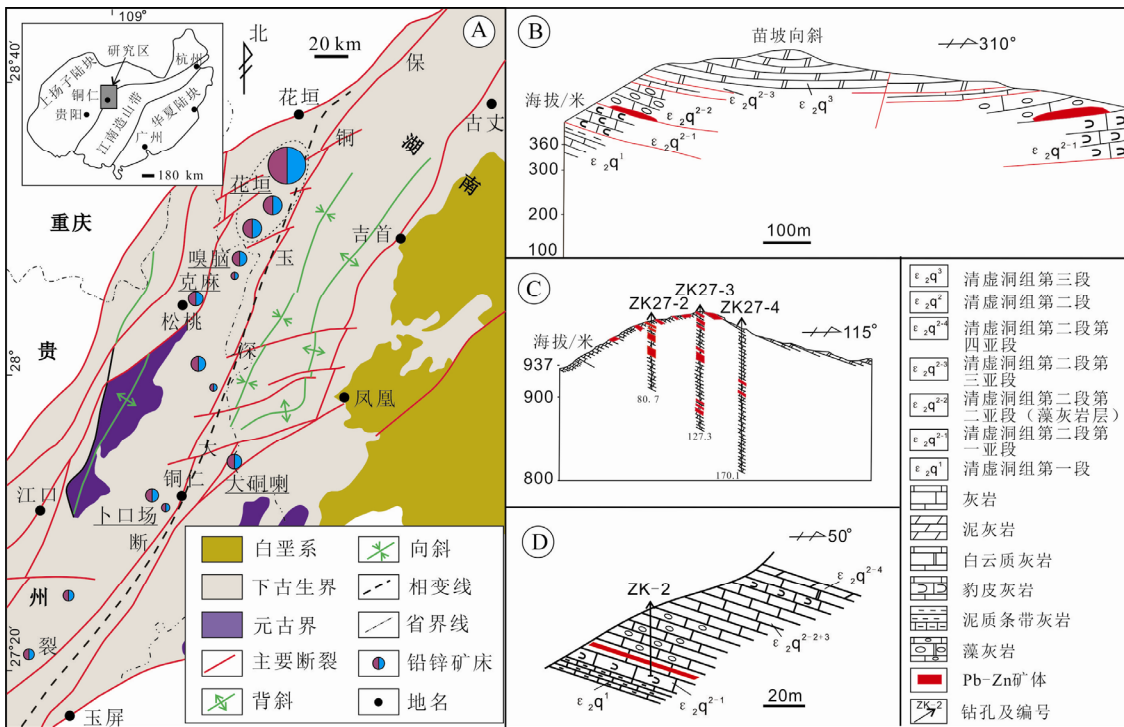 A
109°
28°40'
28°
27°20'
北
20 km
研究区
杭州
上扬子陆块
铜仁
贵阳
江南造山带
华夏陆块
广州
180 km
保
铜
玉
深
大
断
裂
花垣
古丈
湖
南
花垣
吉首
重庆
嗅脑
克麻
松桃
贵
州
凤凰
铜仁
大硐喇
江口
卜口场
玉屏
白垩系
下古生界
元古界
主要断裂
背斜
向斜
相变线
省界线
铅锌矿床
地名
B
苗坡向斜
310°
海拔/米
360
300
200
100
ε₂q²⁻³
ε₂q³
ε₂q²⁻²
ε₂q²⁻¹
ε₂q¹
ε₂q²⁻¹
100m
C
ZK27-2
ZK27-3
ZK27-4
115°
海拔/米
937
900
800
80.7
127.3
170.1
D
50°
ZK-2
ε₂q²⁻⁴
ε₂q²⁻²⁺³
ε₂q²⁻¹
ε₂q¹
20m
ε₂q³ 清虚洞组第三段
ε₂q² 清虚洞组第二段
ε₂q²⁻⁴ 清虚洞组第二段第
四亚段
ε₂q²⁻³ 清虚洞组第二段第
三亚段
ε₂q²⁻² 清虚洞组第二段第
二亚段（藻灰岩层）
ε₂q²⁻¹ 清虚洞组第二段第
一亚段
ε₂q¹ 清虚洞组第一段
灰岩
泥灰岩
白云质灰岩
豹皮灰岩
泥质条带灰岩
藻灰岩
Pb-Zn矿体
ZK-2 钻孔及编号